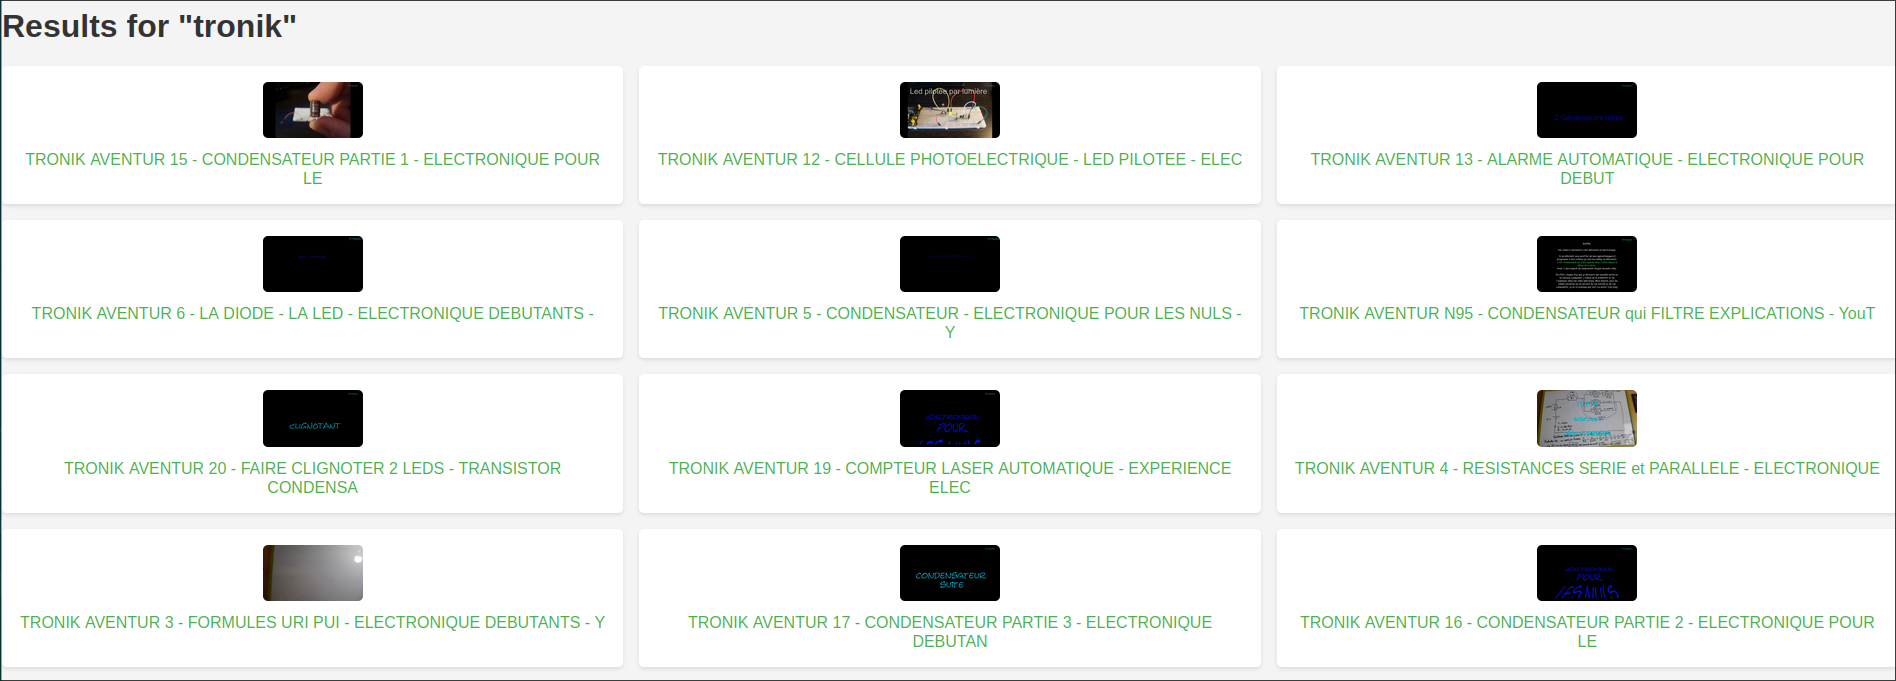 Results for "tronik"
TRONIK AVENTUR 15 - CONDENSATEUR PARTIE 1 - ELECTRONIQUE POUR
LE
Led pilotée par lumière
TRONIK AVENTUR 12 - CELLULE PHOTOELECTRIQUE - LED PILOTEE - ELEC
TRONIK AVENTUR 13 - ALARME AUTOMATIQUE - ELECTRONIQUE POUR
DEBUT
TRONIK AVENTUR 6 - LA DIODE - LA LED - ELECTRONIQUE DEBUTANTS -
TRONIK AVENTUR 5 - CONDENSATEUR - ELECTRONIQUE POUR LES NULS -
Y
TRONIK AVENTUR N95 - CONDENSATEUR qui FILTRE EXPLICATIONS - YouT
CLIGNOTANT
TRONIK AVENTUR 20 - FAIRE CLIGNOTER 2 LEDS - TRANSISTOR
CONDENSA
POUR
LES NULS
TRONIK AVENTUR 19 - COMPTEUR LASER AUTOMATIQUE - EXPERIENCE
ELEC
TRONIK AVENTUR 4 - RESISTANCES SERIE et PARALLELE - ELECTRONIQUE
TRONIK AVENTUR 3 - FORMULES URI PUI - ELECTRONIQUE DEBUTANTS - Y
CONDENSATEUR
SUITE
TRONIK AVENTUR 17 - CONDENSATEUR PARTIE 3 - ELECTRONIQUE
DEBUTAN
POUR
LES NULS
TRONIK AVENTUR 16 - CONDENSATEUR PARTIE 2 - ELECTRONIQUE POUR
LE